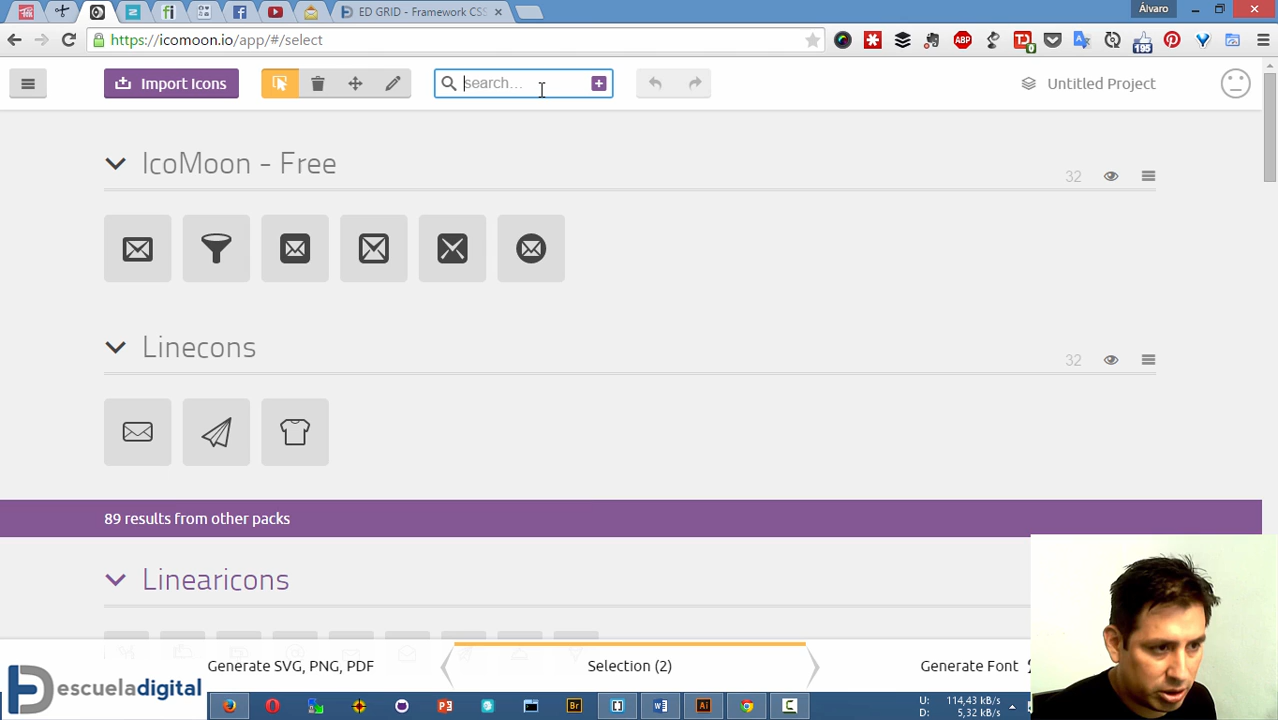 ED GRID - Framework CSS
Álvaro
https://icomoon.io/app/#/select
195
Import Icons
search...
Untitled Project
IcoMoon - Free
32
Linecons
32
89 results from other packs
Linearicons
Generate SVG, PNG, PDF
Selection (2)
Generate Font
escueladigital
U: 114,43 kB/s
D: 5,32 kB/s